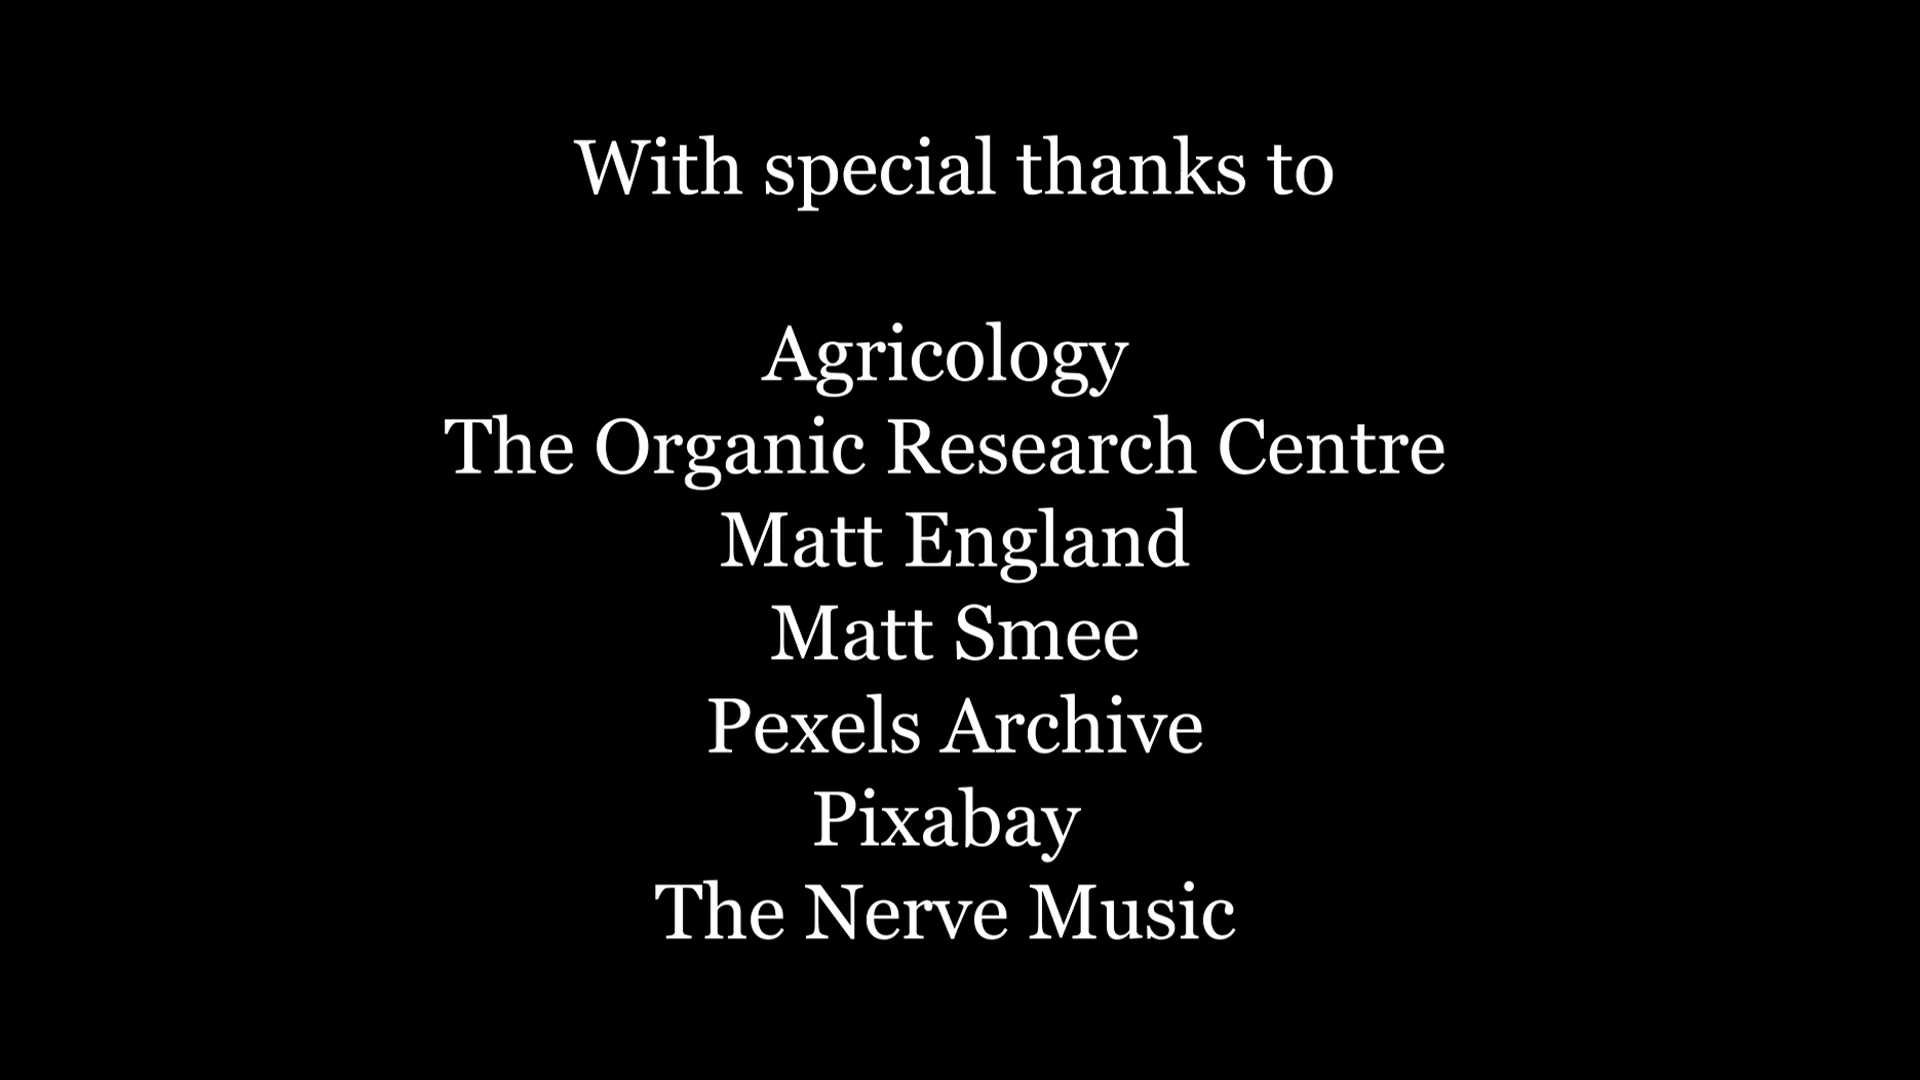 With special thanks to
Agricology
The Organic Research Centre
Matt England
Matt Smee
Pexels Archive
Pixabay
The Nerve Music